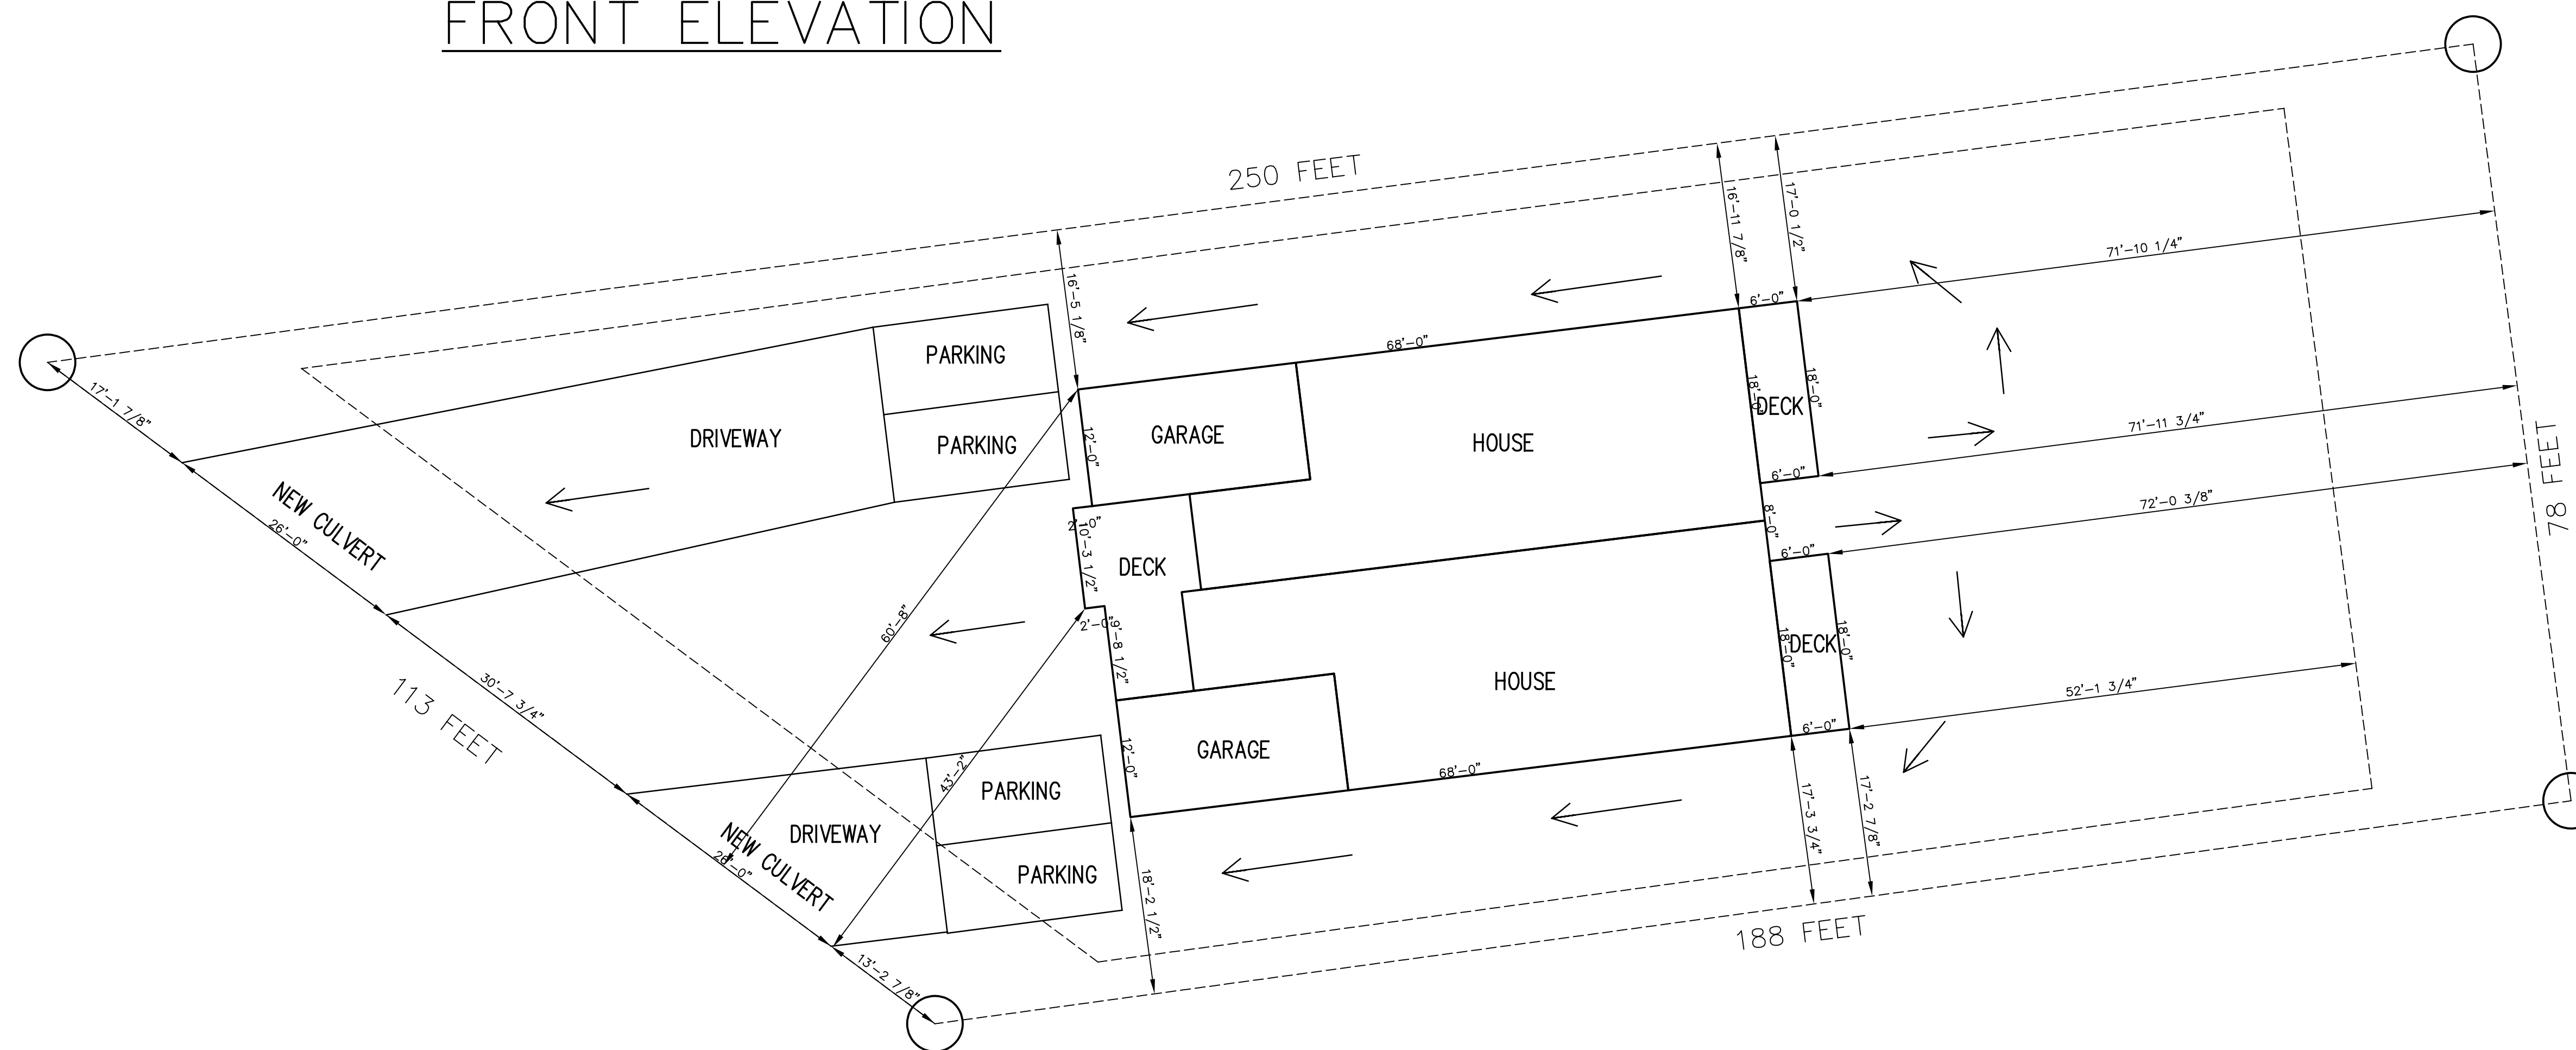 FRONT ELEVATION
250 FEET
16'-11 7/8"
17'-0 1/2"
71'-10 1/4"
16'-5 1/8"
6'-0"
68'-0"
PARKING
17'-1 7/8"
18'-0"
18'-0"
DECK
71'-11 3/4"
DRIVEWAY
PARKING
12'-0"
GARAGE
HOUSE
78 FEET
6'-0"
72'-0 3/8"
NEW CULVERT
26'-0"
2'-0"
10'-3 1/2"
8'-0"
DECK
6'-0"
60'-8"
2'-0"
9'-8 1/2"
18'-0"
DECK
18'-0"
30'-7 3/4"
113 FEET
HOUSE
52'-1 3/4"
GARAGE
12'-0"
6'-0"
68'-0"
43'-2"
PARKING
17'-3 3/4"
17'-2 7/8"
NEW CULVERT
26'-0"
DRIVEWAY
PARKING
18'-2 1/2"
188 FEET
13'-2 7/8"